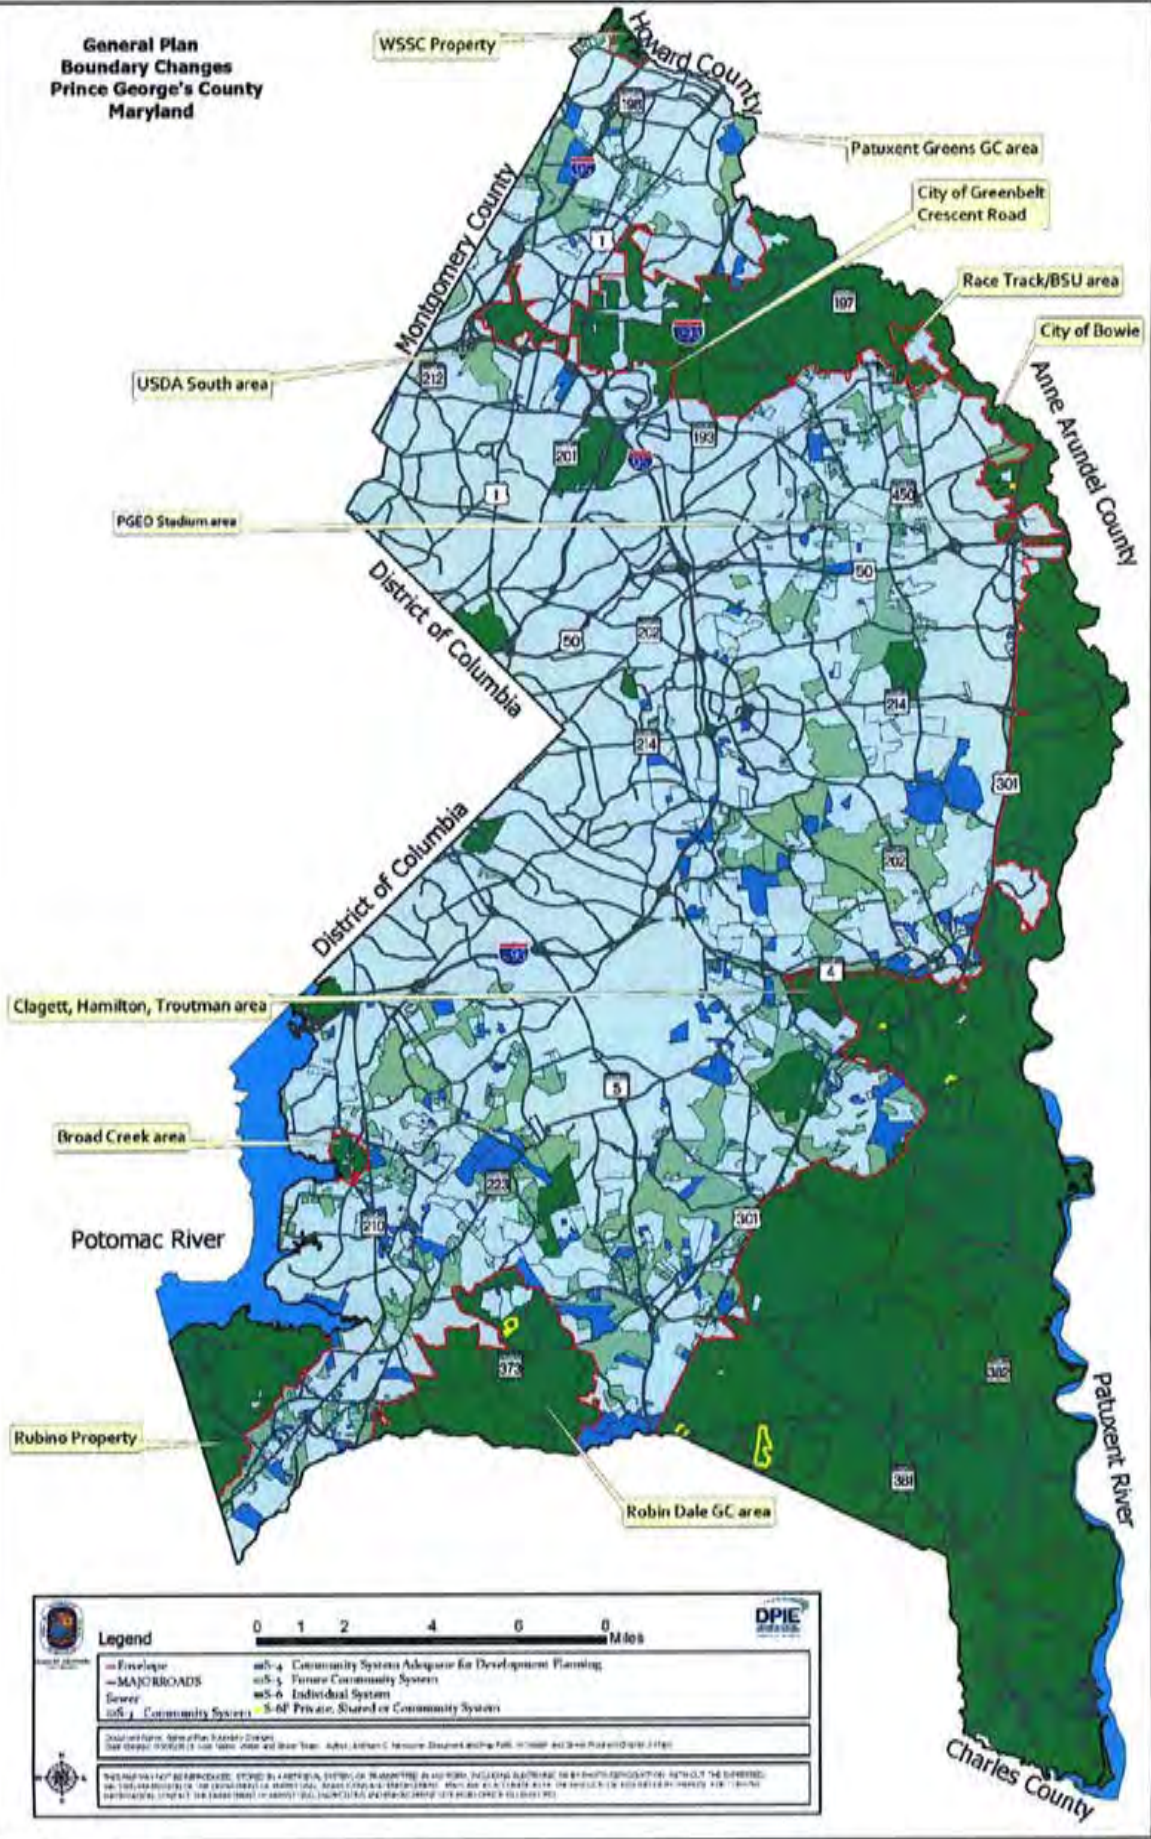 General Plan
Boundary Changes
Prince George's County
Maryland
WSSC Property
Howard County
198
Patuxent Greens GC area
City of Greenbelt
Crescent Road
Montgomery County
1
Race Track/BSU area
197
City of Bowie
USDA South area
212
Anne Arundel County
193
201
1
450
PGEO Stadium area
50
District of Columbia
50
202
214
214
301
District of Columbia
202
4
Clagett, Hamilton, Troutman area
5
Broad Creek area
223
Potomac River
210
301
373
382
Patuxent River
Rubino Property
381
Robin Dale GC area
Charles County
DPIE
Legend
0 1 2 4 6 8 Miles
Envelope
MAJORROADS
Sewer
S-3 Community System
S-4 Community System Adequate for Development Planning
S-5 Future Community System
S-6 Individual System
S-6P Private, Shared or Community System